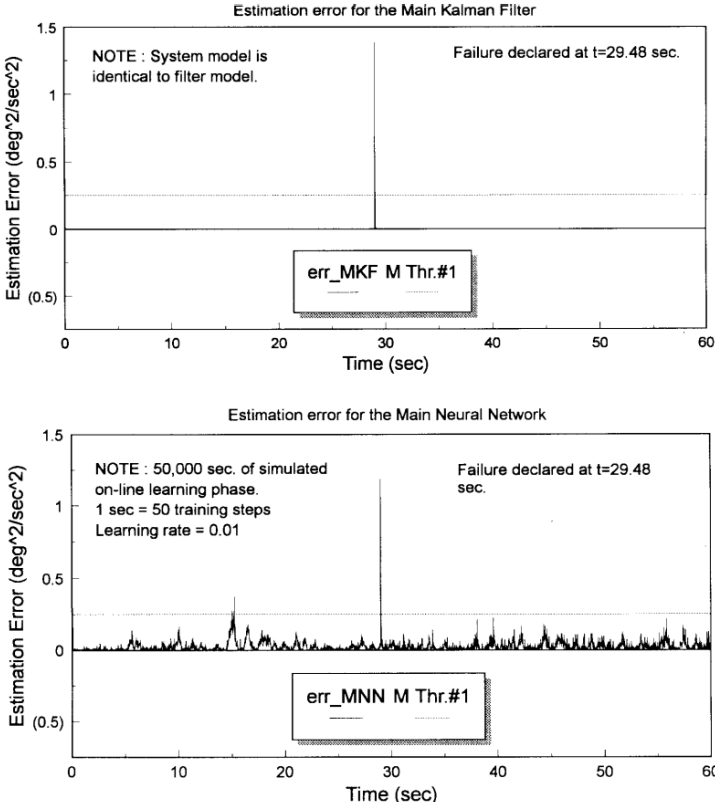 Estimation error for the Main Kalman Filter
1.5
NOTE : System model is
identical to filter model.
Failure declared at t=29.48 sec.
1
0.5
0
(0.5)
Estimation Error (deg^2/sec^2)
err_MKF M Thr.#1
0 10 20 30 40 50 60
Time (sec)
Estimation error for the Main Neural Network
1.5
NOTE : 50,000 sec. of simulated
on-line learning phase.
1 sec = 50 training steps
Learning rate = 0.01
Failure declared at t=29.48
sec.
1
0.5
0
(0.5)
Estimation Error (deg^2/sec^2)
err_MNN M Thr.#1
0 10 20 30 40 50 60
Time (sec)